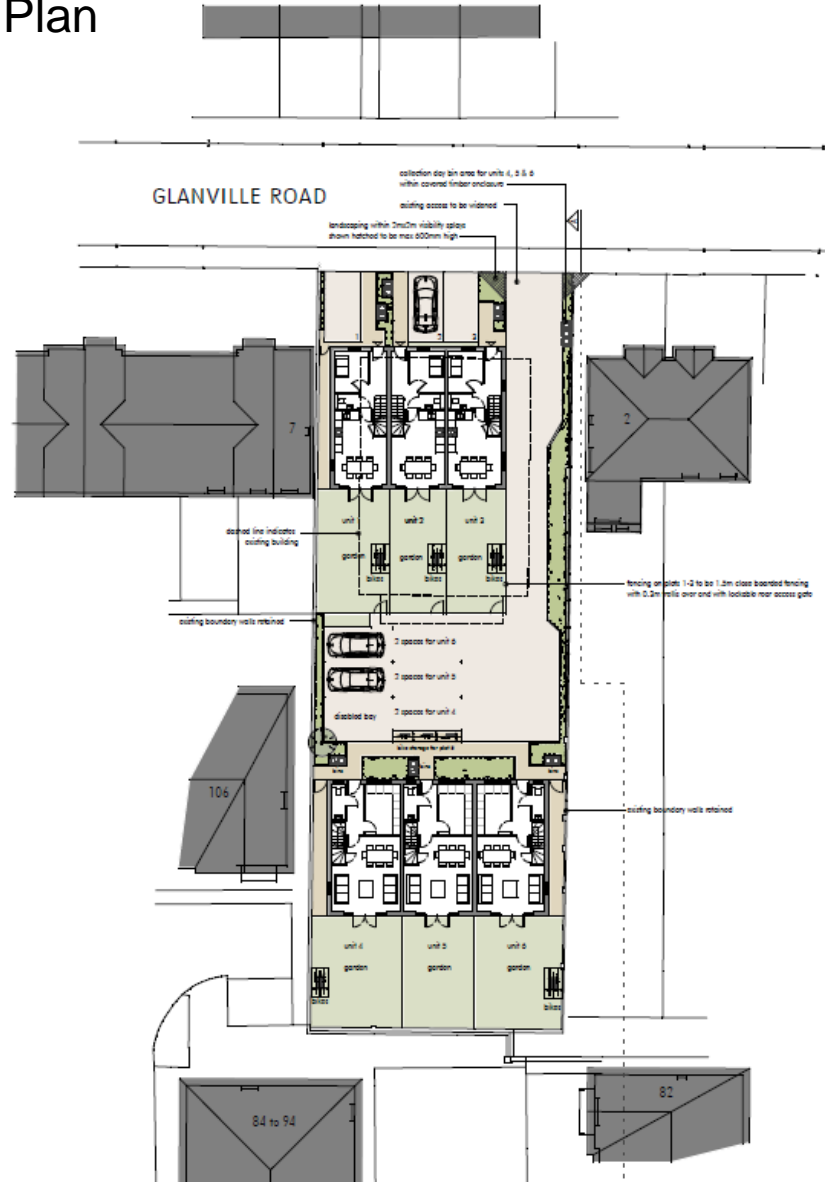 Plan
collection day bin area for units 4, 5 & 6
within covered timber enclosure
GLANVILLE ROAD
existing access to be widened
landscaping within 2mx2m visibility splays
shown hatched to be max 600mm high
1
2
3
7
2
unit
unit 2
unit 3
dashed line indicates
existing building
garden
garden
garden
bikes
bikes
bikes
fencing on plots 1-3 to be 1.5m close boarded fencing
with 0.3m trellis over and with lockable rear access gate
existing boundary walls retained
2 spaces for unit 6
2 spaces for unit 5
disabled bay
2 spaces for unit 4
bike storage for plot 5
bins
bins
bins
106
existing boundary walls retained
unit 4
unit 5
unit 6
garden
garden
garden
bikes
bikes
84 to 94
82